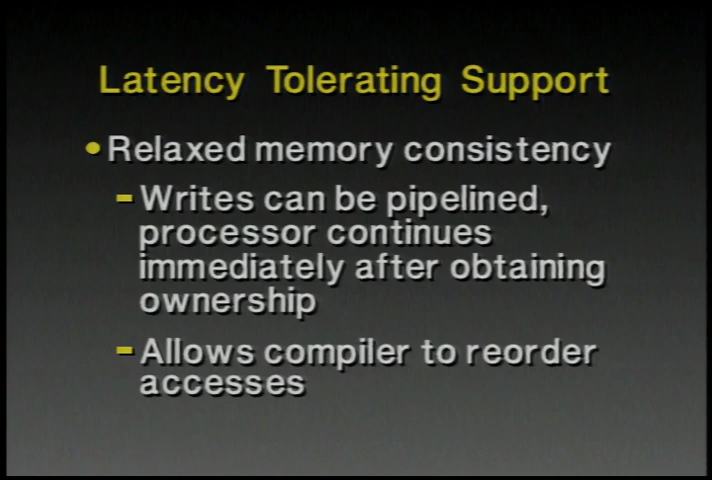 Latency Tolerating Support
• Relaxed memory consistency
- Writes can be pipelined,
processor continues
immediately after obtaining
ownership
- Allows compiler to reorder
accesses